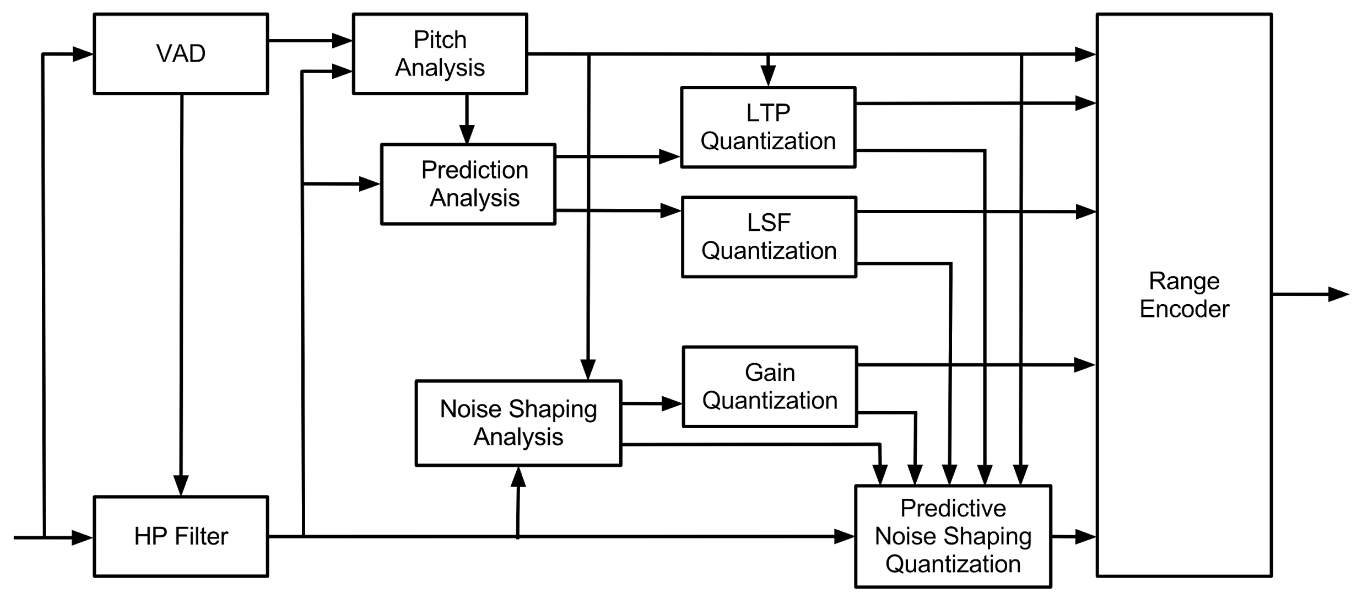 VAD
Pitch
Analysis
LTP
Quantization
Prediction
Analysis
LSF
Quantization
Range
Encoder
Gain
Quantization
Noise Shaping
Analysis
HP Filter
Predictive
Noise Shaping
Quantization